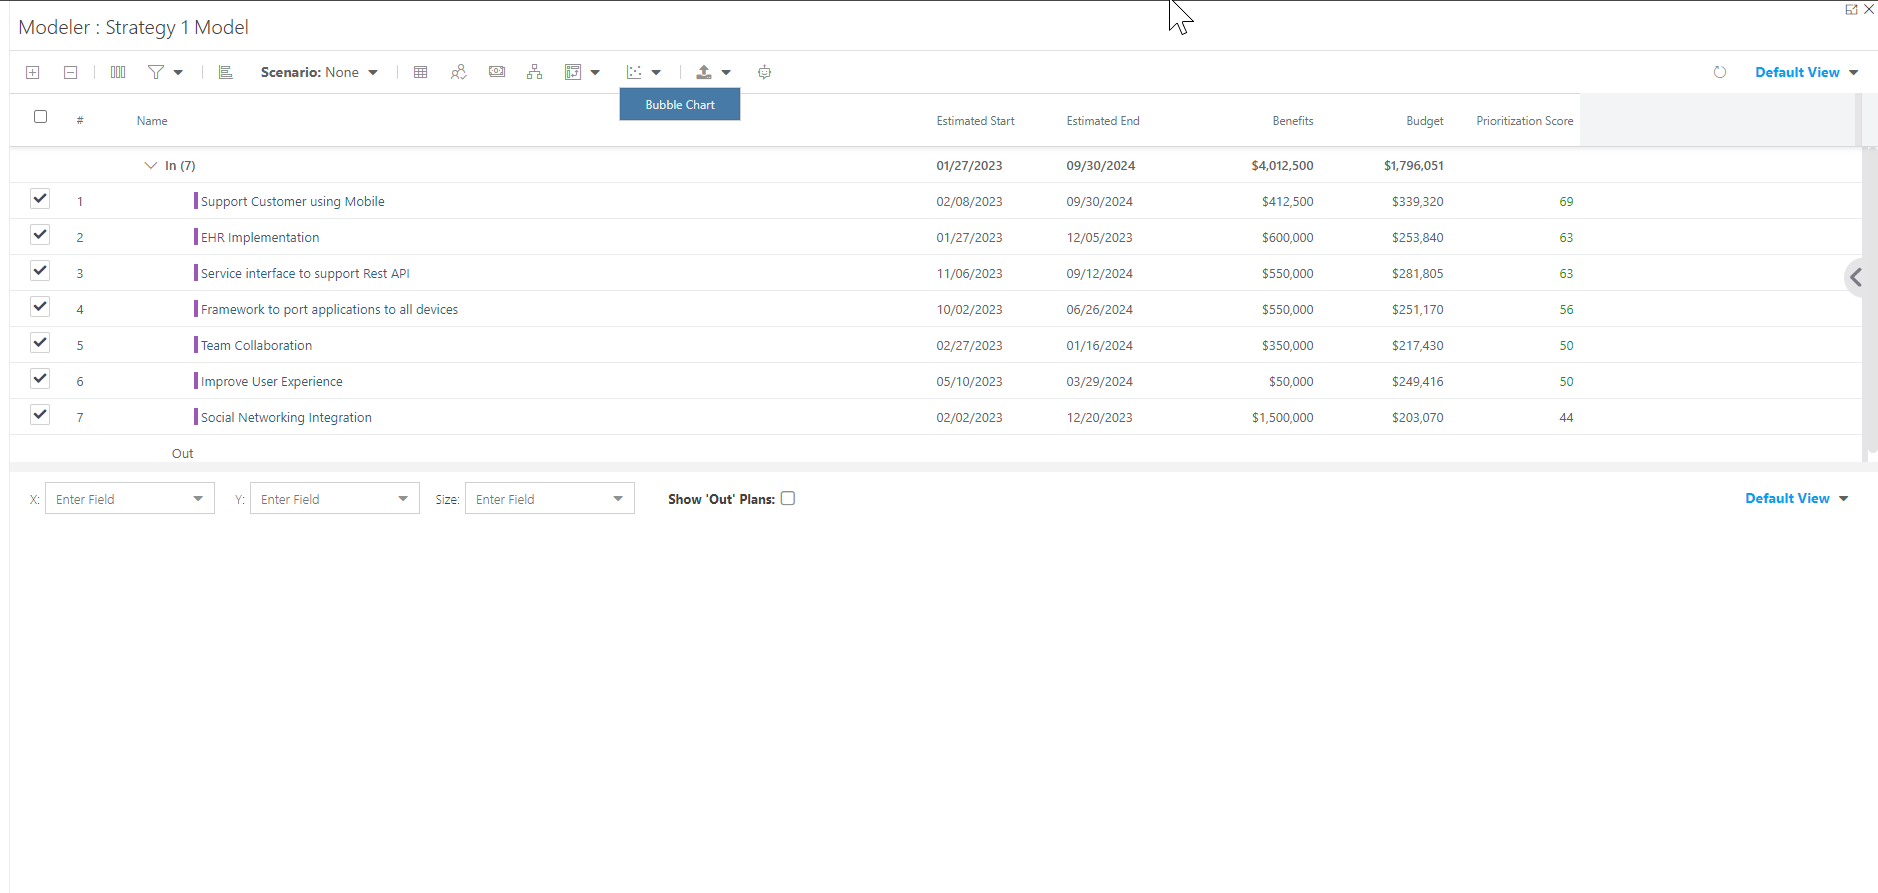 Modeler : Strategy 1 Model
Scenario: None
Default View
Bubble Chart
# Name Estimated Start Estimated End Benefits Budget Prioritization Score
In (7) 01/27/2023 09/30/2024 $4,012,500 $1,796,051
1 Support Customer using Mobile 02/08/2023 09/30/2024 $412,500 $339,320 69
2 EHR Implementation 01/27/2023 12/05/2023 $600,000 $253,840 63
3 Service interface to support Rest API 11/06/2023 09/12/2024 $550,000 $281,805 63
4 Framework to port applications to all devices 10/02/2023 06/26/2024 $550,000 $251,170 56
5 Team Collaboration 02/27/2023 01/16/2024 $350,000 $217,430 50
6 Improve User Experience 05/10/2023 03/29/2024 $50,000 $249,416 50
7 Social Networking Integration 02/02/2023 12/20/2023 $1,500,000 $203,070 44
Out
X: Enter Field Y: Enter Field Size: Enter Field Show 'Out' Plans: Default View